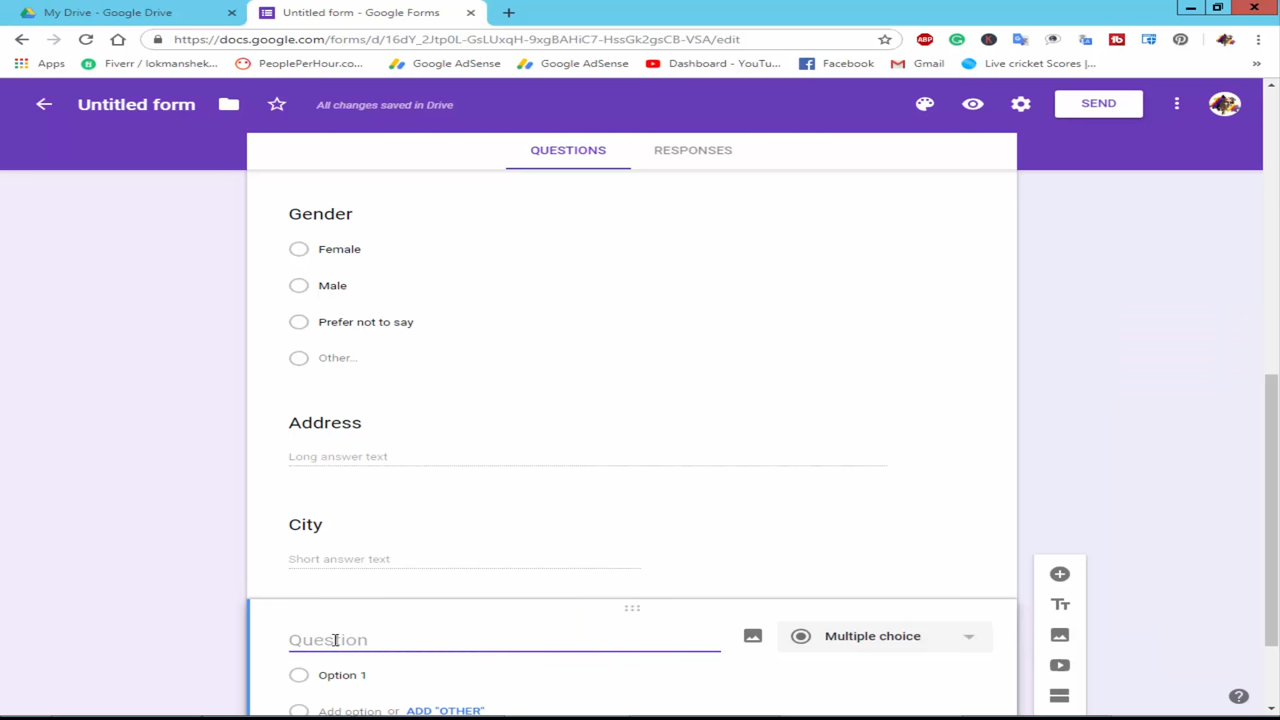 My Drive - Google Drive
Untitled form - Google Forms
https://docs.google.com/forms/d/16dY_2Jtp0L-GsLUxqH-9xgBAHiC7-HssGk2gsCB-VSA/edit
ABP
Apps
Fiverr / lokmanshek...
PeoplePerHour.co...
Google AdSense
Google AdSense
Dashboard - YouTu...
Facebook
Gmail
Live cricket Scores |...
Untitled form
All changes saved in Drive
SEND
QUESTIONS
RESPONSES
Gender
Female
Male
Prefer not to say
Other...
Address
Long answer text
City
Short answer text
Question
Multiple choice
Option 1
Add option or ADD "OTHER"